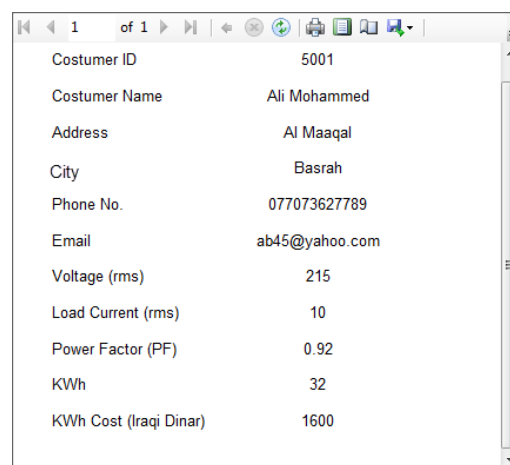 1 of 1
Costumer ID 5001
Costumer Name Ali Mohammed
Address Al Maaqal
City Basrah
Phone No. 077073627789
Email ab45@yahoo.com
Voltage (rms) 215
Load Current (rms) 10
Power Factor (PF) 0.92
KWh 32
KWh Cost (Iraqi Dinar) 1600